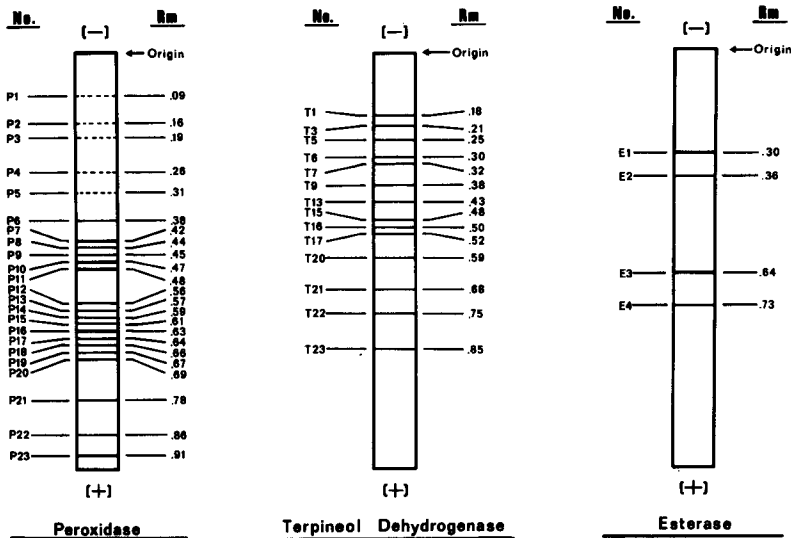 No. Rm
(—)
←Origin
P1 .09
P2 .16
P3 .19
P4 .26
P5 .31
P6 .38
P7 .42
P8 .44
P9 .45
P10 .47
P11 .48
P12 .56
P13 .57
P14 .59
P15 .61
P16 .63
P17 .64
P18 .66
P19 .67
P20 .69
P21 .78
P22 .86
P23 .91
(+)
Peroxidase
No. Rm
(—)
←Origin
T1 .18
T3 .21
T5 .25
T6 .30
T7 .32
T9 .38
T13 .43
T15 .48
T16 .50
T17 .52
T20 .59
T21 .68
T22 .75
T23 .85
(+)
Terpineol Dehydrogenase
No. Rm
(—)
←Origin
E1 .30
E2 .36
E3 .64
E4 .73
(+)
Esterase